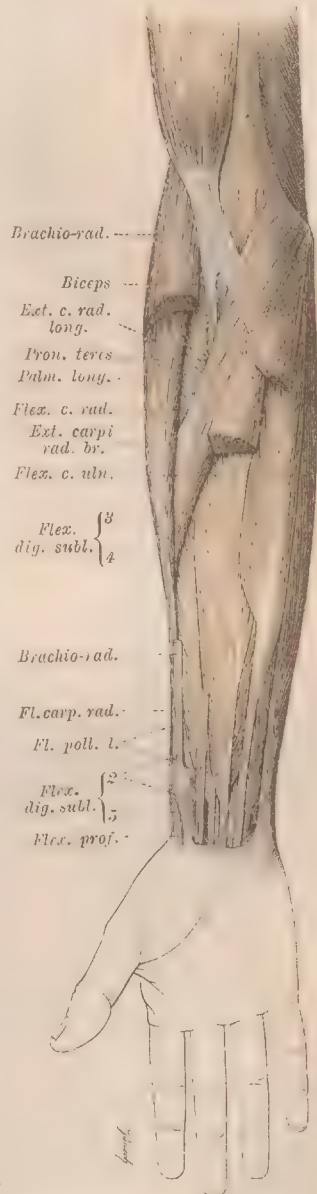 Brachio-rad.
Biceps
Ext. c. rad.
long.
Pron. teres
Palm. long.
Flex. c. rad.
Ext. carpi
rad. br.
Flex. c. uln.
Flex.
dig. subl.
3
4
Brachio-rad.
Fl. carp. rad.
Fl. poll. l.
Flex.
dig. subl.
2
5
Flex. prof.